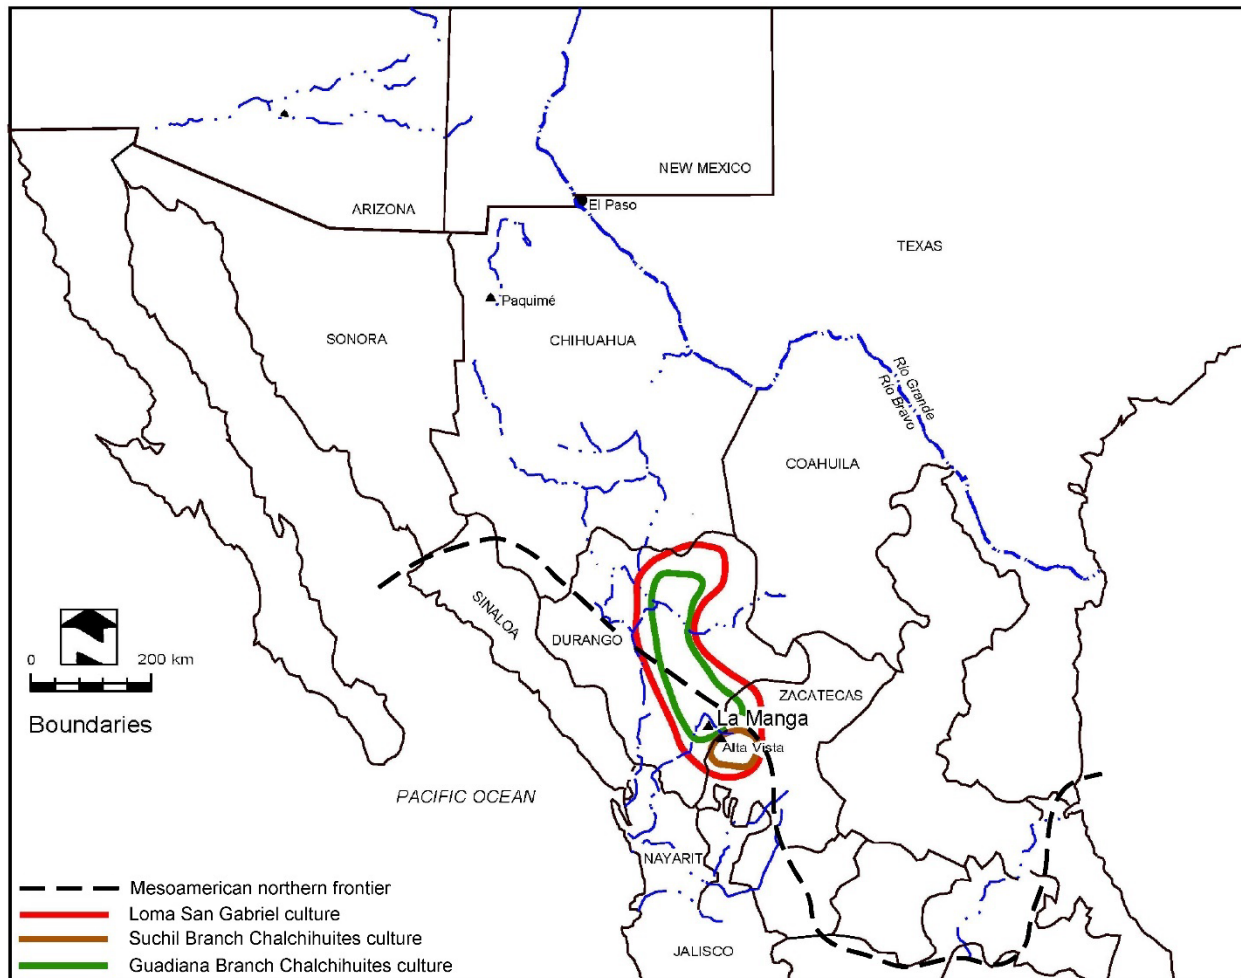 NEW MEXICO
ARIZONA
El Paso
TEXAS
Paquimé
SONORA
CHIHUAHUA
Rio Grande
Rio Bravo
COAHUILA
SINALOA
DURANGO
ZACATECAS
La Manga
Alta Vista
0 200 km
Boundaries
PACIFIC OCEAN
NAYARIT
JALISCO
Mesoamerican northern frontier
Loma San Gabriel culture
Suchil Branch Chalchihuites culture
Guadiana Branch Chalchihuites culture